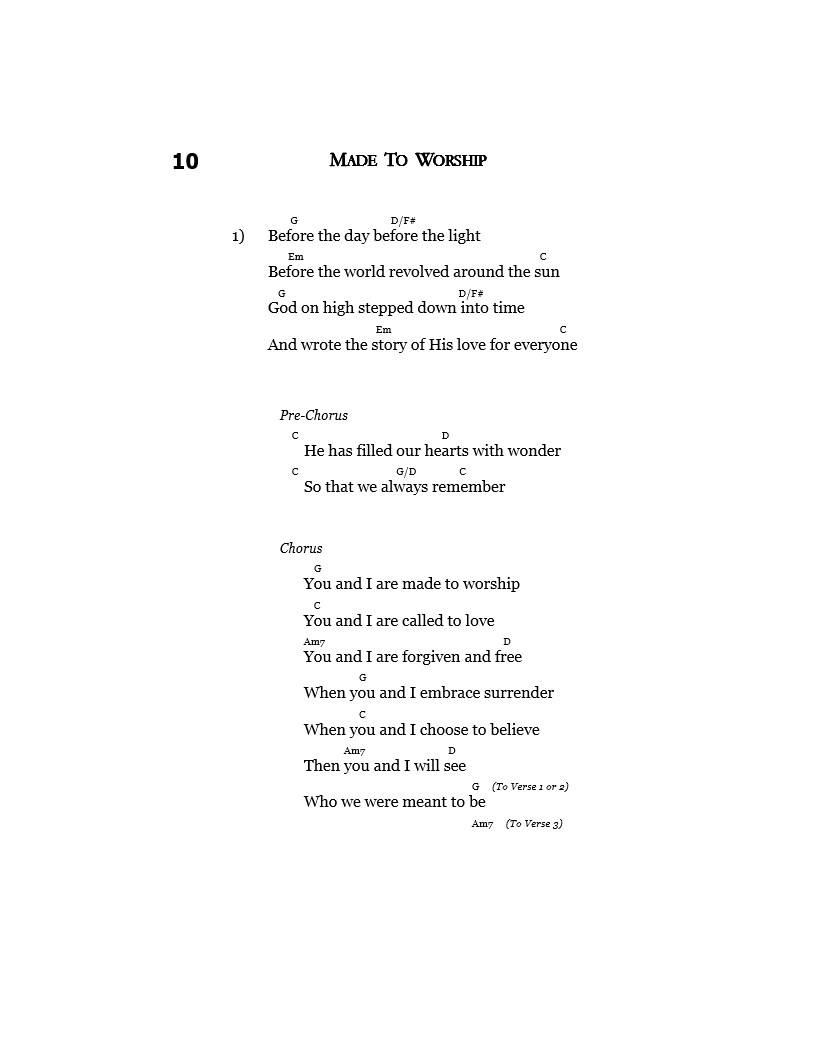 10 MADE TO WORSHIP
G D/F#
1) Before the day before the light
Em C
Before the world revolved around the sun
G D/F#
God on high stepped down into time
Em C
And wrote the story of His love for everyone
Pre-Chorus
C D
He has filled our hearts with wonder
C G/D C
So that we always remember
Chorus
G
You and I are made to worship
C
You and I are called to love
Am7 D
You and I are forgiven and free
G
When you and I embrace surrender
C
When you and I choose to believe
Am7 D
Then you and I will see
G (To Verse 1 or 2)
Who we were meant to be
Am7 (To Verse 3)